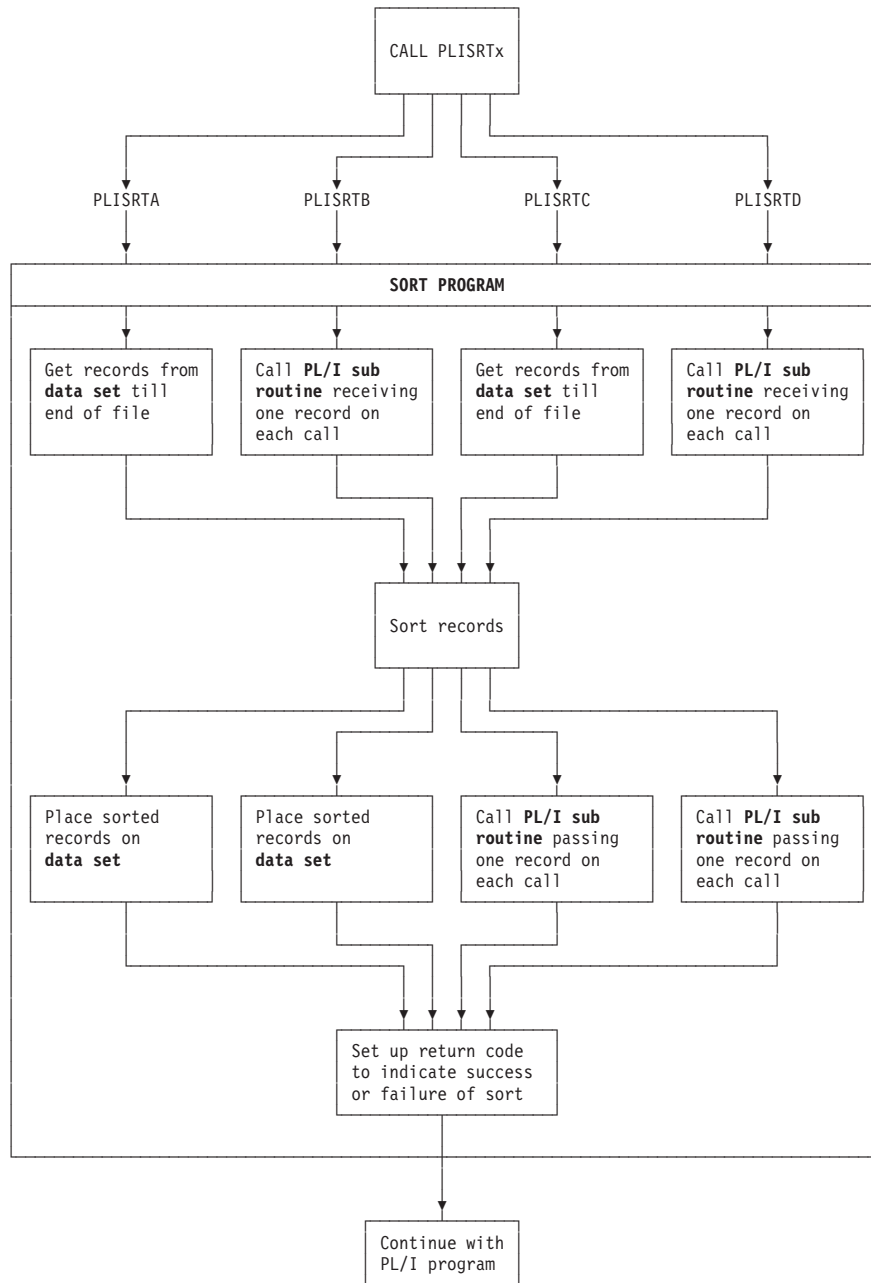 CALL PLISRTx
PLISRTA
PLISRTB
PLISRTC
PLISRTD
SORT PROGRAM
Get records from
data set till
end of file
Call PL/I sub
routine receiving
one record on
each call
Get records from
data set till
end of file
Call PL/I sub
routine receiving
one record on
each call
Sort records
Place sorted
records on
data set
Place sorted
records on
data set
Call PL/I sub
routine passing
one record on
each call
Call PL/I sub
routine passing
one record on
each call
Set up return code
to indicate success
or failure of sort
Continue with
PL/I program